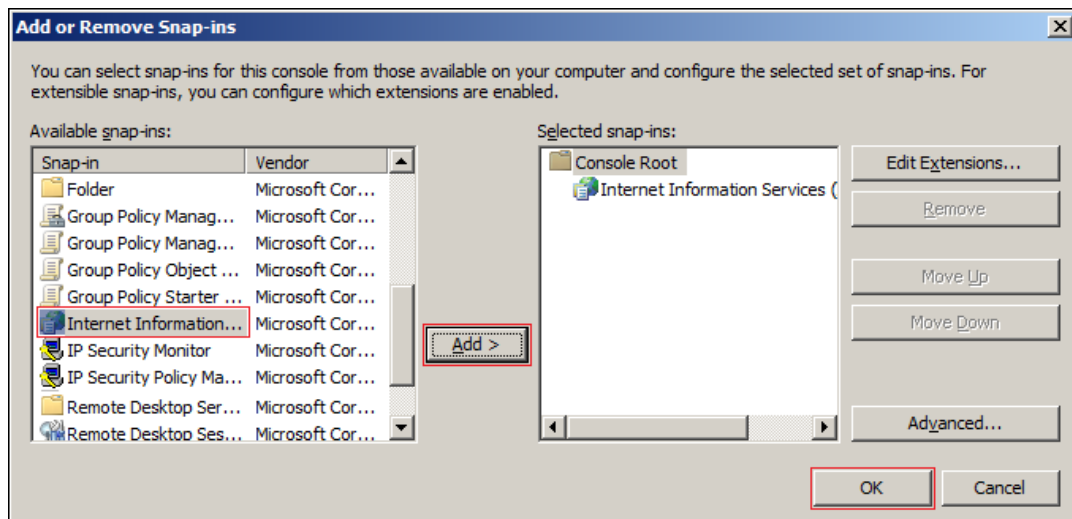 Add or Remove Snap-ins
You can select snap-ins for this console from those available on your computer and configure the selected set of snap-ins. For
extensible snap-ins, you can configure which extensions are enabled.
Available snap-ins:
Snap-in Vendor
Folder Microsoft Cor...
Group Policy Manag... Microsoft Cor...
Group Policy Manag... Microsoft Cor...
Group Policy Object ... Microsoft Cor...
Group Policy Starter ... Microsoft Cor...
Internet Information... Microsoft Cor...
IP Security Monitor Microsoft Cor...
IP Security Policy Ma... Microsoft Cor...
Remote Desktop Ser... Microsoft Cor...
Remote Desktop Ses... Microsoft Cor...
Add >
Selected snap-ins:
Console Root
Internet Information Services (
Edit Extensions...
Remove
Move Up
Move Down
Advanced...
OK
Cancel